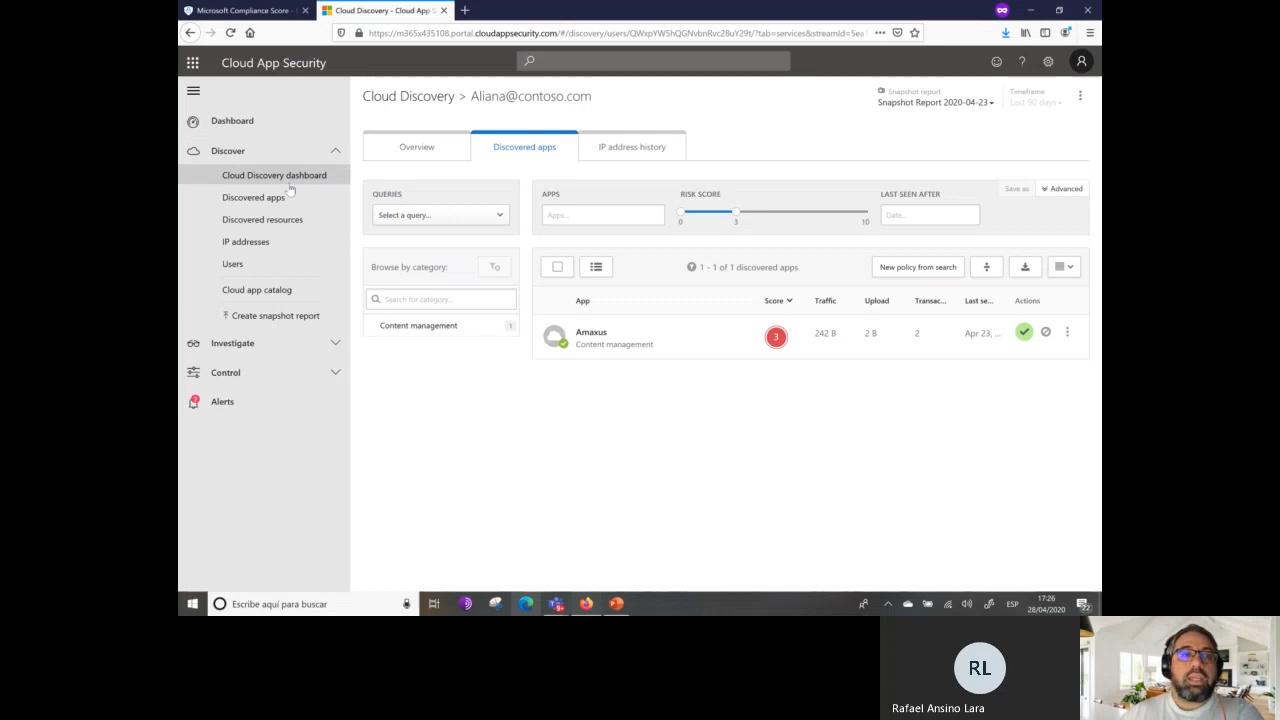 Microsoft Compliance Score -
Cloud Discovery - Cloud App S
https://m365x435108.portal.cloudappsecurity.com/#/discovery/users/QWxpYW5hQGNvbnRvc28uY29t/?tab=services&streamId=5ea
Cloud App Security
Dashboard
Discover
Cloud Discovery dashboard
Discovered apps
Discovered resources
IP addresses
Users
Cloud app catalog
Create snapshot report
Investigate
Control
Alerts
Cloud Discovery > Aliana@contoso.com
Snapshot report
Snapshot Report 2020-04-23
Timeframe
Last 90 days
Overview
Discovered apps
IP address history
QUERIES
Select a query...
APPS
Apps...
RISK SCORE
0
3
10
LAST SEEN AFTER
Date...
Save as
Advanced
Browse by category:
Search for category...
Content management
1
1 - 1 of 1 discovered apps
New policy from search
App
Score
Traffic
Upload
Transac...
Last se...
Actions
Amaxus
Content management
3
242 B
2 B
2
Apr 23, ...
Escribe aquí para buscar
ESP
17:26
28/04/2020
22
RL
Rafael Ansino Lara